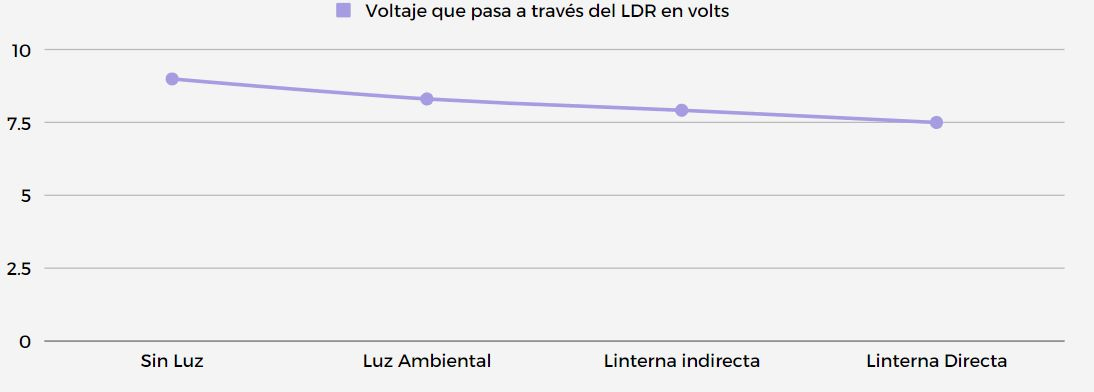 Voltaje que pasa a través del LDR en volts
10
7.5
5
2.5
0
Sin Luz
Luz Ambiental
Linterna indirecta
Linterna Directa